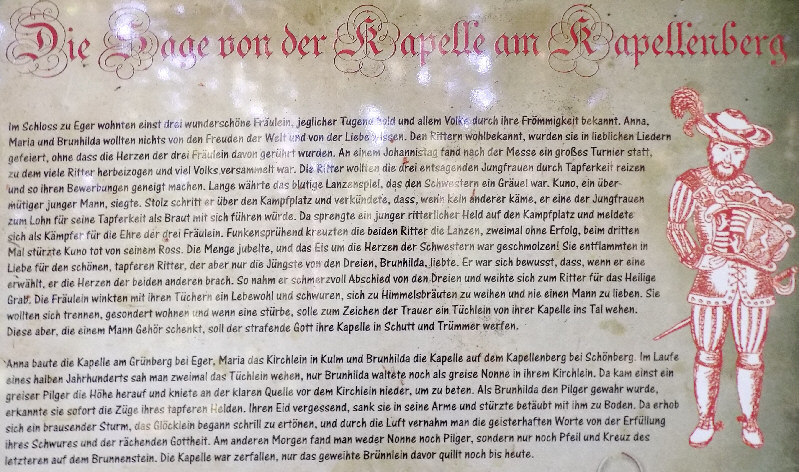 Die Sage von der Kapelle am Kapellenberg
Im Schloss zu Eger wohnten einst drei wunderschöne Fräulein, jeglicher Tugend hold und allem Volke durch ihre Frömmigkeit bekannt. Anna,
Maria und Brunhilda wollten nichts von den Freuden der Welt und von der Liebe wissen. Den Rittern wohlbekannt, wurden sie in lieblichen Liedern
gefeiert, ohne dass die Herzen der drei Fräulein davon gerührt wurden. An einem Johannistag fand nach der Messe ein großes Turnier statt,
zu dem viele Ritter herbeizogen und viel Volks versammelt war. Die Ritter wollten die drei entsagenden Jungfrauen durch Tapferkeit reizen
und so ihren Bewerbungen geneigt machen. Lange währte das blutige Lanzenspiel, das den Schwestern ein Gräuel war. Kuno, ein über-
mütiger junger Mann, siegte. Stolz schritt er über den Kampfplatz und verkündete, dass, wenn kein anderer käme, er eine der Jungfrauen
zum Lohn für seine Tapferkeit als Braut mit sich führen würde. Da sprengte ein junger ritterlicher Held auf den Kampfplatz und meldete
sich als Kämpfer für die Ehre der drei Fräulein. Funkensprühend kreuzten die beiden Ritter die Lanzen, zweimal ohne Erfolg, beim dritten
Mal stürzte Kuno tot von seinem Ross. Die Menge jubelte, und das Eis um die Herzen der Schwestern war geschmolzen! Sie entflammten in
Liebe für den schönen, tapferen Ritter, der aber nur die Jüngste von den Dreien, Brunhilda, liebte. Er war sich bewusst, dass, wenn er eine
erwählt, er die Herzen der beiden anderen brach. So nahm er schmerzvoll Abschied von den Dreien und weihte sich zum Ritter für das Heilige
Grab. Die Fräulein winkten mit ihren Tüchern ein Lebewohl und schwuren, sich zu Himmelsbräuten zu weihen und nie einen Mann zu lieben. Sie
wollten sich trennen, gesondert wohnen und wenn eine stürbe, solle zum Zeichen der Trauer ein Tüchlein von ihrer Kapelle ins Tal wehen.
Diese aber, die einem Mann Gehör schenkt, soll der strafende Gott ihre Kapelle in Schutt und Trümmer werfen.
Anna baute die Kapelle am Grünberg bei Eger, Maria das Kirchlein in Kulm und Brunhilda die Kapelle auf dem Kapellenberg bei Schönberg. Im Laufe
eines halben Jahrhunderts sah man zweimal das Tüchlein wehen, nur Brunhilda waltete noch als greise Nonne in ihrem Kirchlein. Da kam einst ein
greiser Pilger die Höhe herauf und kniete an der klaren Quelle vor dem Kirchlein nieder, um zu beten. Als Brunhilda den Pilger gewahr wurde,
erkannte sie sofort die Züge ihres tapferen Helden. Ihren Eid vergessend, sank sie in seine Arme und stürzte betäubt mit ihm zu Boden. Da erhob
sich ein brausender Sturm, das Glöcklein begann schrill zu ertönen, und durch die Luft vernahm man die geisterhaften Worte von der Erfüllung
ihres Schwures und der rächenden Gottheit. Am anderen Morgen fand man weder Nonne noch Pilger, sondern nur noch Pfeil und Kreuz des
letzteren auf dem Brunnenstein. Die Kapelle war zerfallen, nur das geweihte Brünnlein davor quillt noch bis heute.